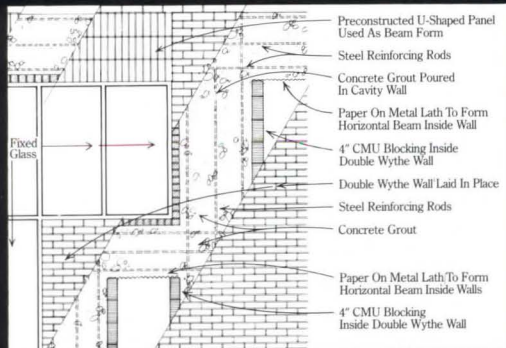 Preconstructed U-Shaped Panel
Used As Beam Form
Steel Reinforcing Rods
Concrete Grout Poured
In Cavity Wall
Paper On Metal Lath To Form
Horizontal Beam Inside Wall
4" CMU Blocking Inside
Double Wythe Wall
Double Wythe Wall Laid In Place
Steel Reinforcing Rods
Concrete Grout
Paper On Metal Lath To Form
Horizontal Beam Inside Walls
4" CMU Blocking
Inside Double Wythe Wall
Fixed
Glass